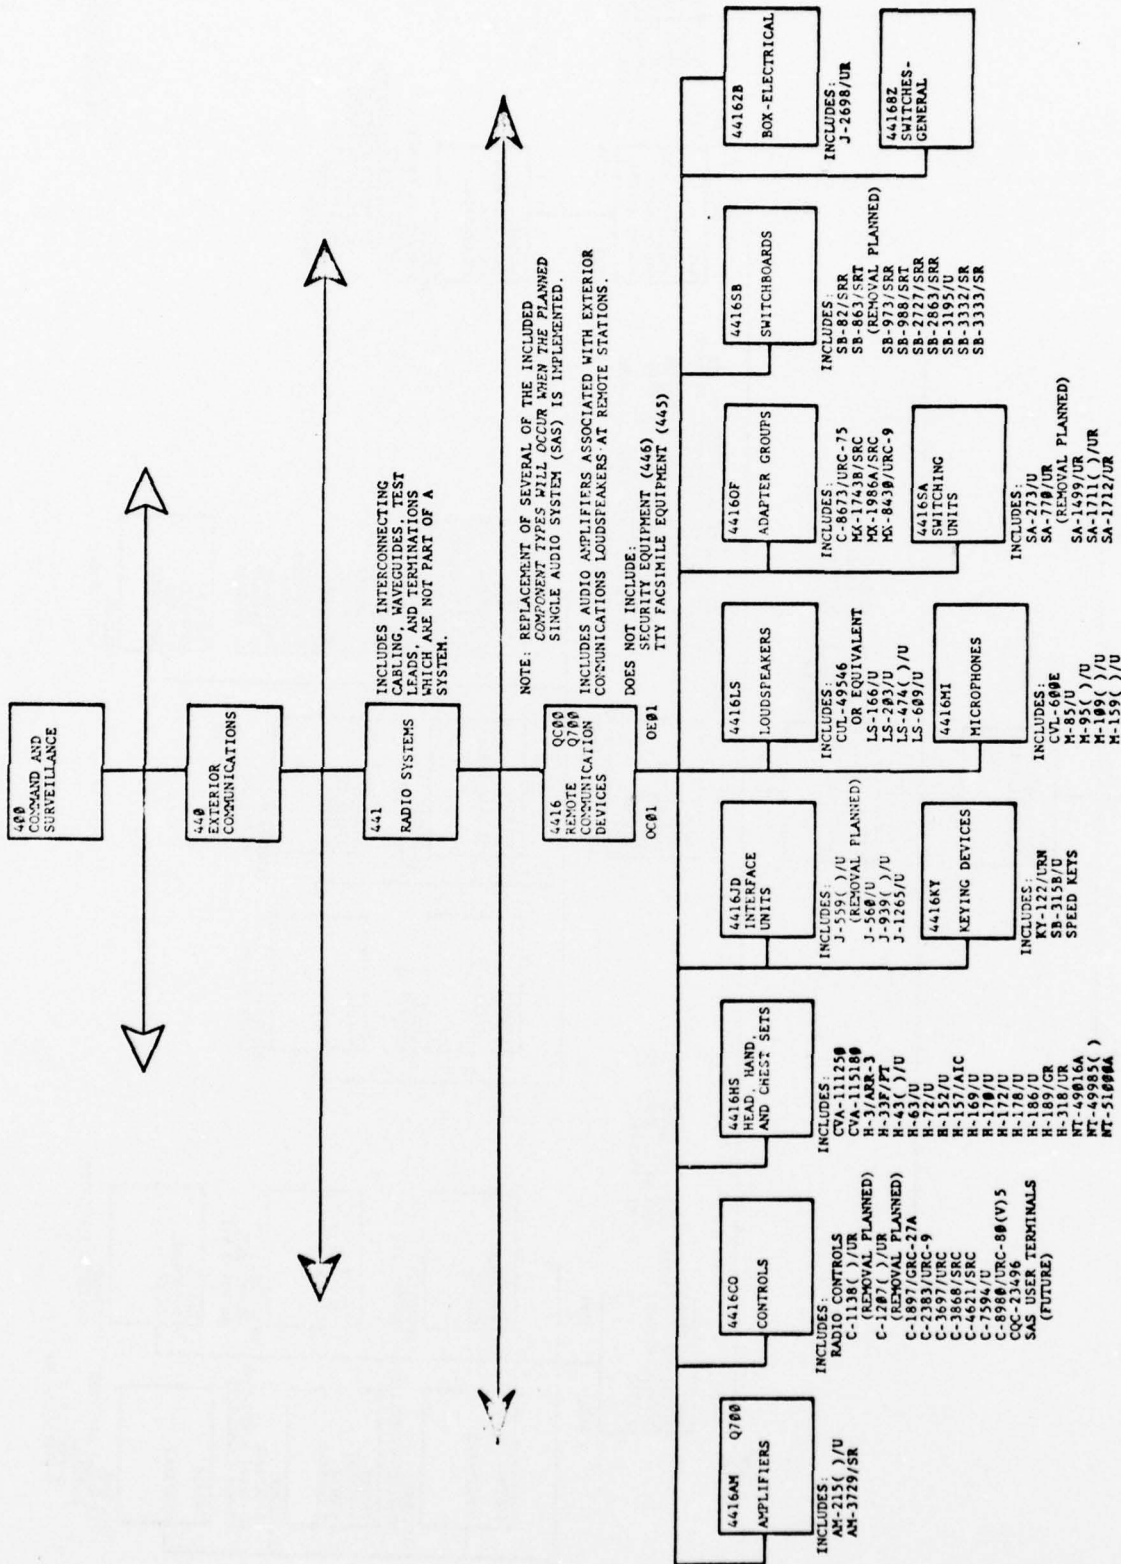 400
COMMAND AND
SURVEILLANCE
440
EXTERIOR
COMMUNICATIONS
441
RADIO SYSTEMS
INCLUDES INTERCONNECTING
CABLING, WAVEGUIDES, TEST
LEADS, AND TERMINATIONS
WHICH ARE NOT PART OF A
SYSTEM.
4416 QC00
REMOTE Q700
COMMUNICATION
DEVICES
NOTE: REPLACEMENT OF SEVERAL OF THE INCLUDED
COMPONENT TYPES WILL OCCUR WHEN THE PLANNED
SINGLE AUDIO SYSTEM (SAS) IS IMPLEMENTED.
INCLUDES AUDIO AMPLIFIERS ASSOCIATED WITH EXTERIOR
COMMUNICATIONS LOUDSPEAKERS AT REMOTE STATIONS.
DOES NOT INCLUDE:
SECURITY EQUIPMENT (446)
TTY FACSIMILE EQUIPMENT (445)
OC01 OE01
4416AM Q700
AMPLIFIERS
INCLUDES:
AM-215( )/U
AM-3729/SR
4416CO
CONTROLS
INCLUDES:
RADIO CONTROLS
C-1138( )/UR
(REMOVAL PLANNED)
C-1207( )/UR
(REMOVAL PLANNED)
C-1897/GRC-27A
C-2383/URC-9
C-3697/URC
C-3868/SRC
C-4621/SRC
C-7594/U
C-8980/URC-80(V)5
CQC-23496
SAS USER TERMINALS
(FUTURE)
4416HS
HEAD, HAND,
AND CHEST SETS
INCLUDES:
CVA-111250
CVA-115180
H-3/ARR-3
H-33F/PT
H-43( )/U
H-63/U
H-72/U
H-152/U
H-157/AIC
H-169/U
H-170/U
H-172/U
H-178/U
H-186/U
H-189/GR
H-318/UR
NT-49016A
NT-49985( )
NT-51000A
4416JD
INTERFACE
UNITS
INCLUDES:
J-559( )/U
(REMOVAL PLANNED)
J-560/U
J-939( )/U
J-1265/U
4416KY
KEYING DEVICES
INCLUDES:
KY-122/URN
SB-315B/U
SPEED KEYS
4416LS
LOUDSPEAKERS
INCLUDES:
CUL-49546
OR EQUIVALENT
LS-166/U
LS-203/U
LS-474( )/U
LS-609/U
4416MI
MICROPHONES
INCLUDES:
CVL-600E
M-85/U
M-95( )/U
M-109( )/U
M-159( )/U
4416OF
ADAPTER GROUPS
INCLUDES:
C-8673/URC-75
MX-1743B/SRC
MX-1986A/SRC
MX-8430/URC-9
4416SA
SWITCHING
UNITS
INCLUDES:
SA-273/U
SA-770/UR
(REMOVAL PLANNED)
SA-1499/UR
SA-1711( )/UR
SA-1712/UR
4416SB
SWITCHBOARDS
INCLUDES:
SB-82/SRR
SB-863/SRT
(REMOVAL PLANNED)
SB-973/SRR
SB-988/SRT
SB-2727/SRR
SB-2863/SRR
SB-3195/U
SB-3332/SR
SB-3333/SR
44162B
BOX-ELECTRICAL
INCLUDES:
J-2698/UR
44168Z
SWITCHES-
GENERAL